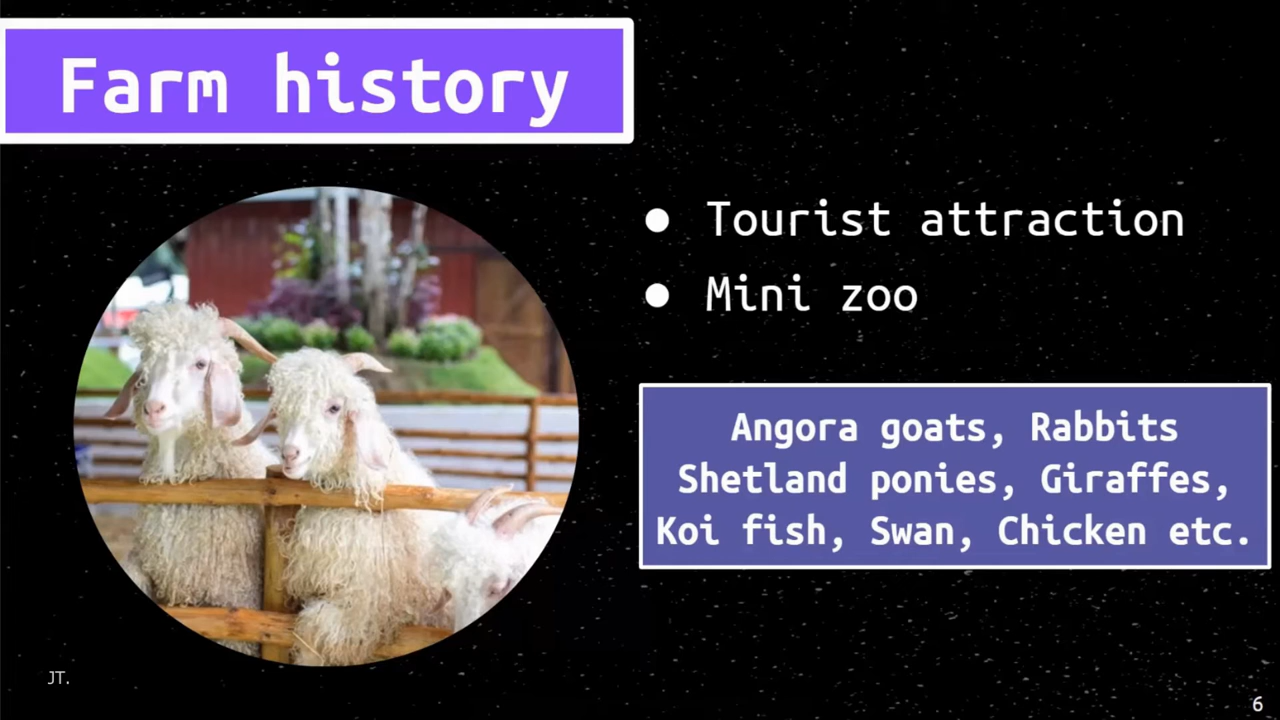 Farm history
● Tourist attraction
● Mini zoo
Angora goats, Rabbits
Shetland ponies, Giraffes,
Koi fish, Swan, Chicken etc.
JT.
6